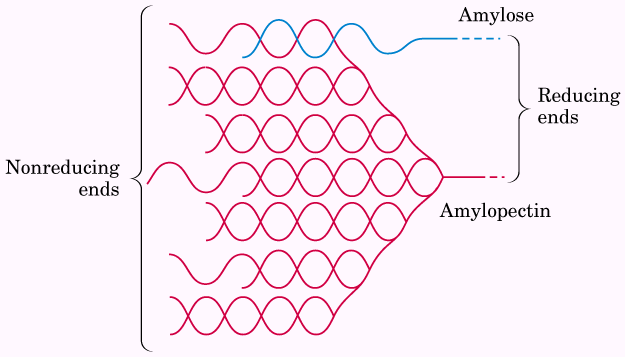 Amylose
Reducing
ends
Nonreducing
ends
Amylopectin